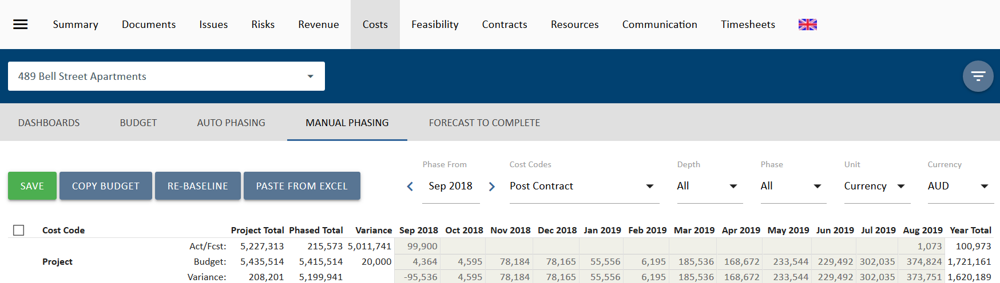 Summary Documents Issues Risks Revenue Costs Feasibility Contracts Resources Communication Timesheets
489 Bell Street Apartments
DASHBOARDS BUDGET AUTO PHASING MANUAL PHASING FORECAST TO COMPLETE
Phase From Cost Codes Depth Phase Unit Currency
SAVE COPY BUDGET RE-BASELINE PASTE FROM EXCEL Sep 2018 Post Contract All All Currency AUD
Cost Code Project Total Phased Total Variance Sep 2018 Oct 2018 Nov 2018 Dec 2018 Jan 2019 Feb 2019 Mar 2019 Apr 2019 May 2019 Jun 2019 Jul 2019 Aug 2019 Year Total
Act/Fcst: 5,227,313 215,573 5,011,741 99,900 1,073 100,973
Project Budget: 5,435,514 5,415,514 20,000 4,364 4,595 78,184 78,165 55,556 6,195 185,536 168,672 233,544 229,492 302,035 374,824 1,721,161
Variance: 208,201 5,199,941 -95,536 4,595 78,184 78,165 55,556 6,195 185,536 168,672 233,544 229,492 302,035 373,751 1,620,189